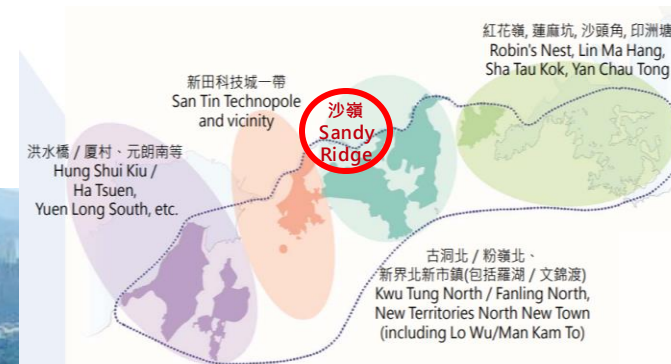 紅花嶺, 蓮麻坑, 沙頭角, 印洲塘
Robin's Nest, Lin Ma Hang,
Sha Tau Kok, Yan Chau Tong
新田科技城一帶
San Tin Technopole
and vicinity
沙嶺
Sandy
Ridge
洪水橋 / 厦村、元朗南等
Hung Shui Kiu /
Ha Tsuen,
Yuen Long South, etc.
古洞北 / 粉嶺北、
新界北新市鎮(包括羅湖 / 文錦渡)
Kwu Tung North / Fanling North,
New Territories North New Town
(including Lo Wu/Man Kam To)